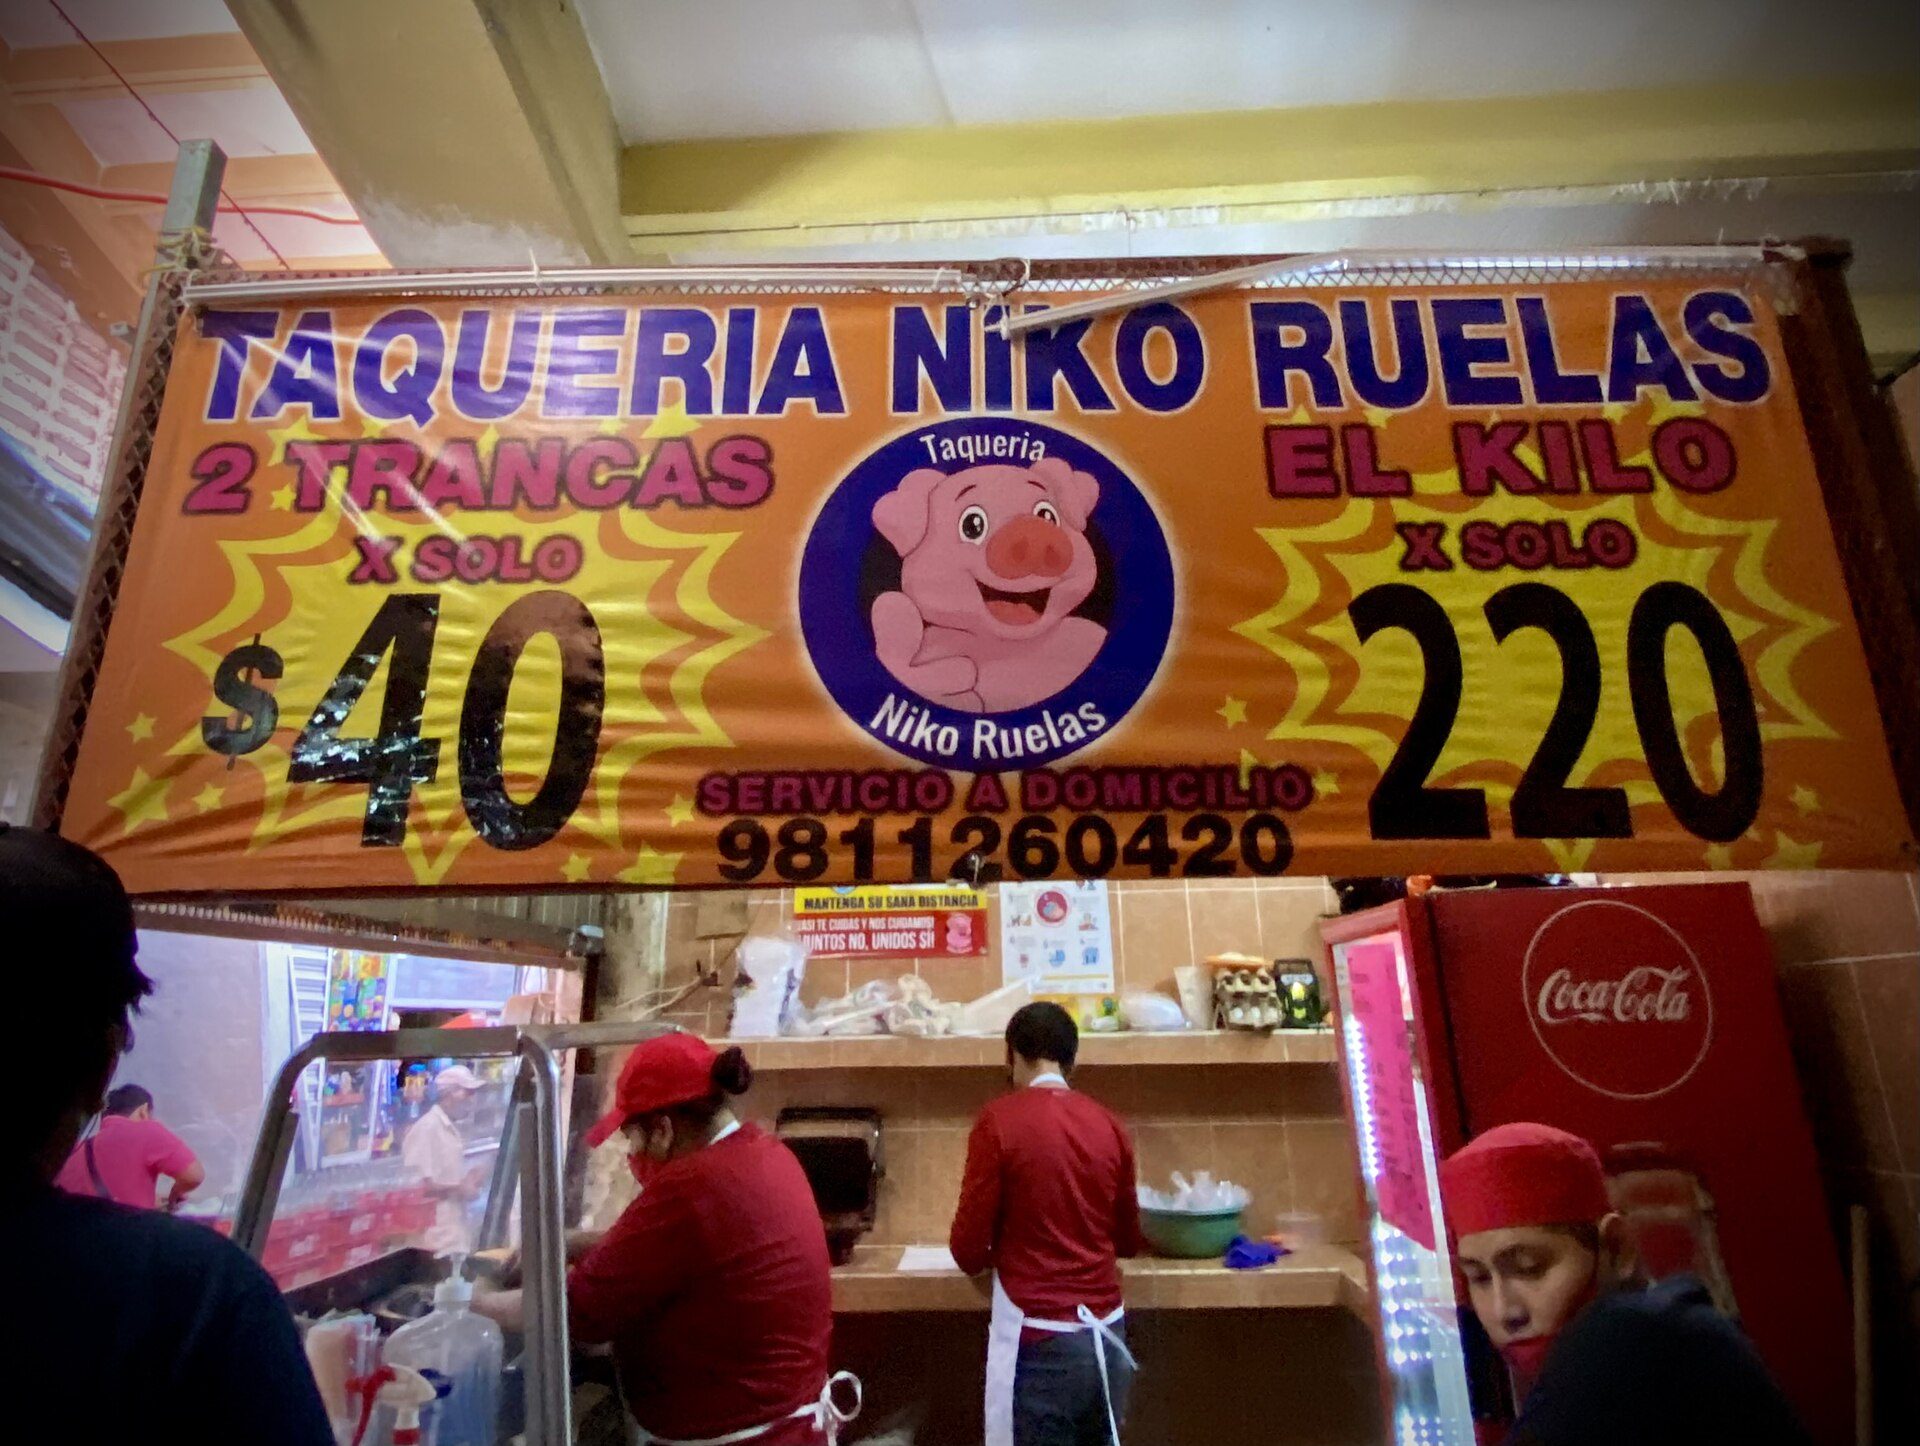 TAQUERIA NiKO RUELAS
2 TRANCAS
X SOLO
$40
Taqueria
Niko Ruelas
SERVICIO A DOMICILIO
9811260420
EL KILO
X SOLO
220
MANTENGA SU SANA DISTANCIA
¡ASI TE CUIDAS Y NOS CUIDAMOS!
JUNTOS NO, UNIDOS SÍ!
Coca-Cola